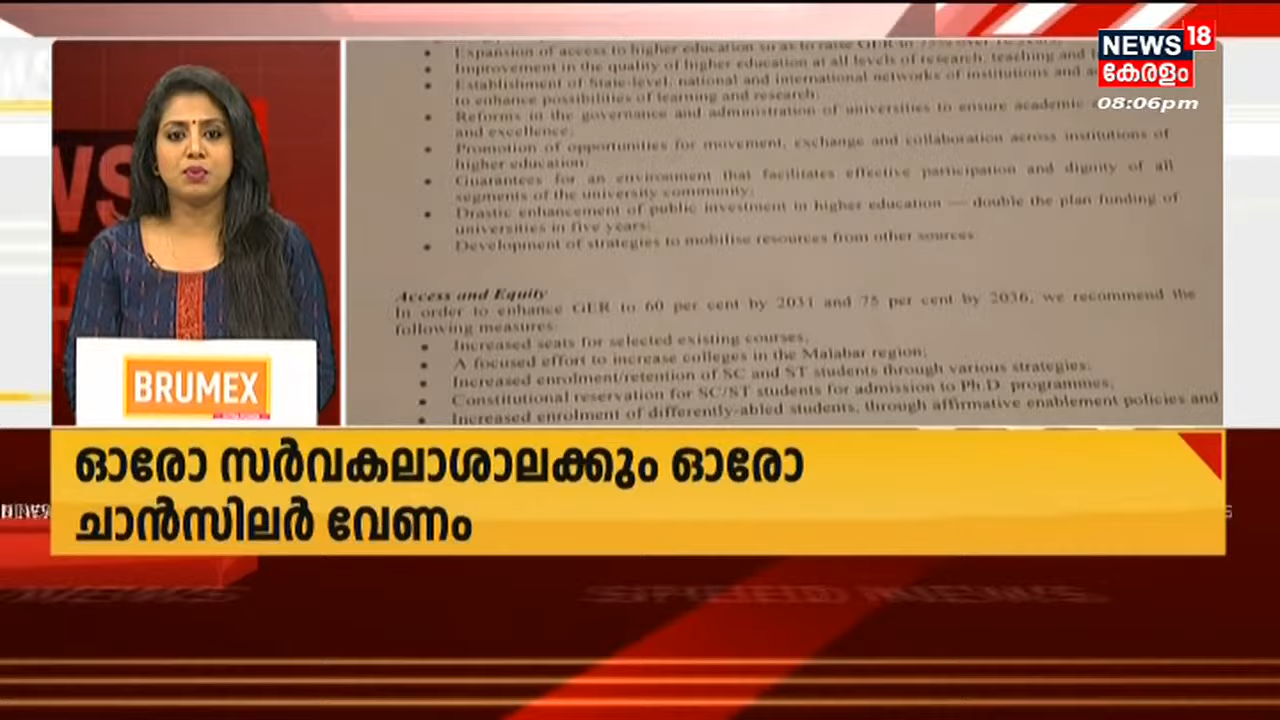 NEWS 18
കേരളം
08:06pm
Expansion of access to higher education so as to raise GER to 75% over
Improvement in the quality of higher education at all levels of research, teaching and
Establishment of State-level, national and international networks of institutions and
to enhance possibilities of learning and research;
Reforms in the governance and administration of universities to ensure academic
and excellence;
Promotion of opportunities for movement, exchange and collaboration across institutions of
higher education;
Guarantees for an environment that facilitates effective participation and dignity of all
segments of the university community;
Drastic enhancement of public investment in higher education — double the plan funding of
universities in five years;
Development of strategies to mobilise resources from other sources.
Access and Equity
In order to enhance GER to 60 per cent by 2031 and 75 per cent by 2036, we recommend the
following measures:
Increased seats for selected existing courses;
A focused effort to increase colleges in the Malabar region;
Increased enrolment/retention of SC and ST students through various strategies;
Constitutional reservation for SC/ST students for admission to Ph.D. programmes;
Increased enrolment of differently-abled students, through affirmative enablement policies and
BRUMEX
ഓരോ സർവകലാശാലക്കും ഓരോ
ചാൻസിലർ വേണം
NEWS
SPEED NEWS